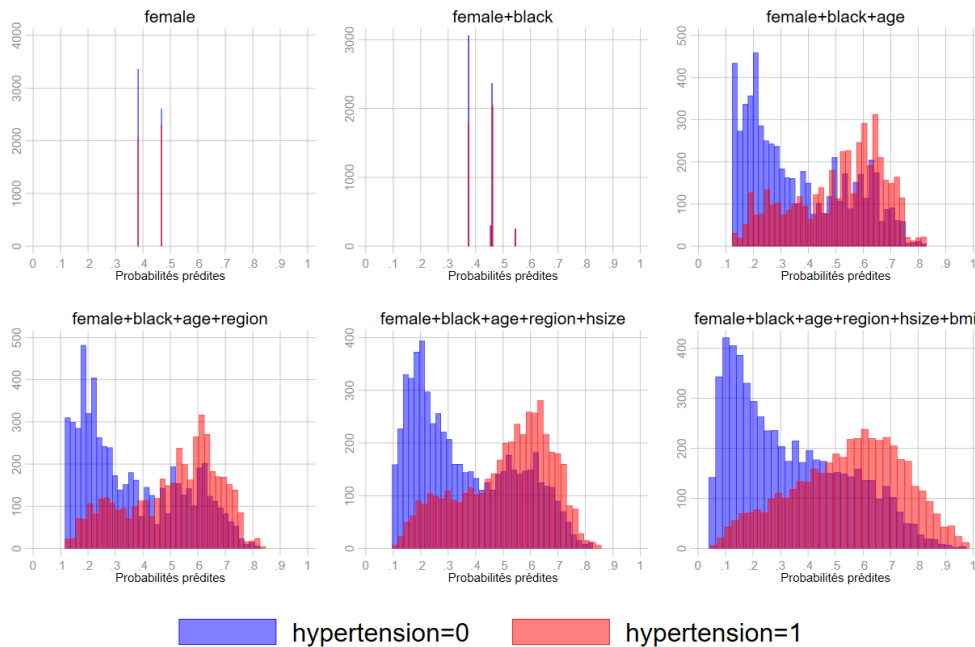 female
4000
3000
2000
1000
0
0 .1 .2 .3 .4 .5 .6 .7 .8 .9 1
Probabilités prédites
female+black
3000
2000
1000
0
0 .1 .2 .3 .4 .5 .6 .7 .8 .9 1
Probabilités prédites
female+black+age
500
400
300
200
100
0
0 .1 .2 .3 .4 .5 .6 .7 .8 .9 1
Probabilités prédites
female+black+age+region
500
400
300
200
100
0
0 .1 .2 .3 .4 .5 .6 .7 .8 .9 1
Probabilités prédites
female+black+age+region+hsize
400
300
200
100
0
0 .1 .2 .3 .4 .5 .6 .7 .8 .9 1
Probabilités prédites
female+black+age+region+hsize+bmi
400
300
200
100
0
0 .1 .2 .3 .4 .5 .6 .7 .8 .9 1
Probabilités prédites
hypertension=0
hypertension=1